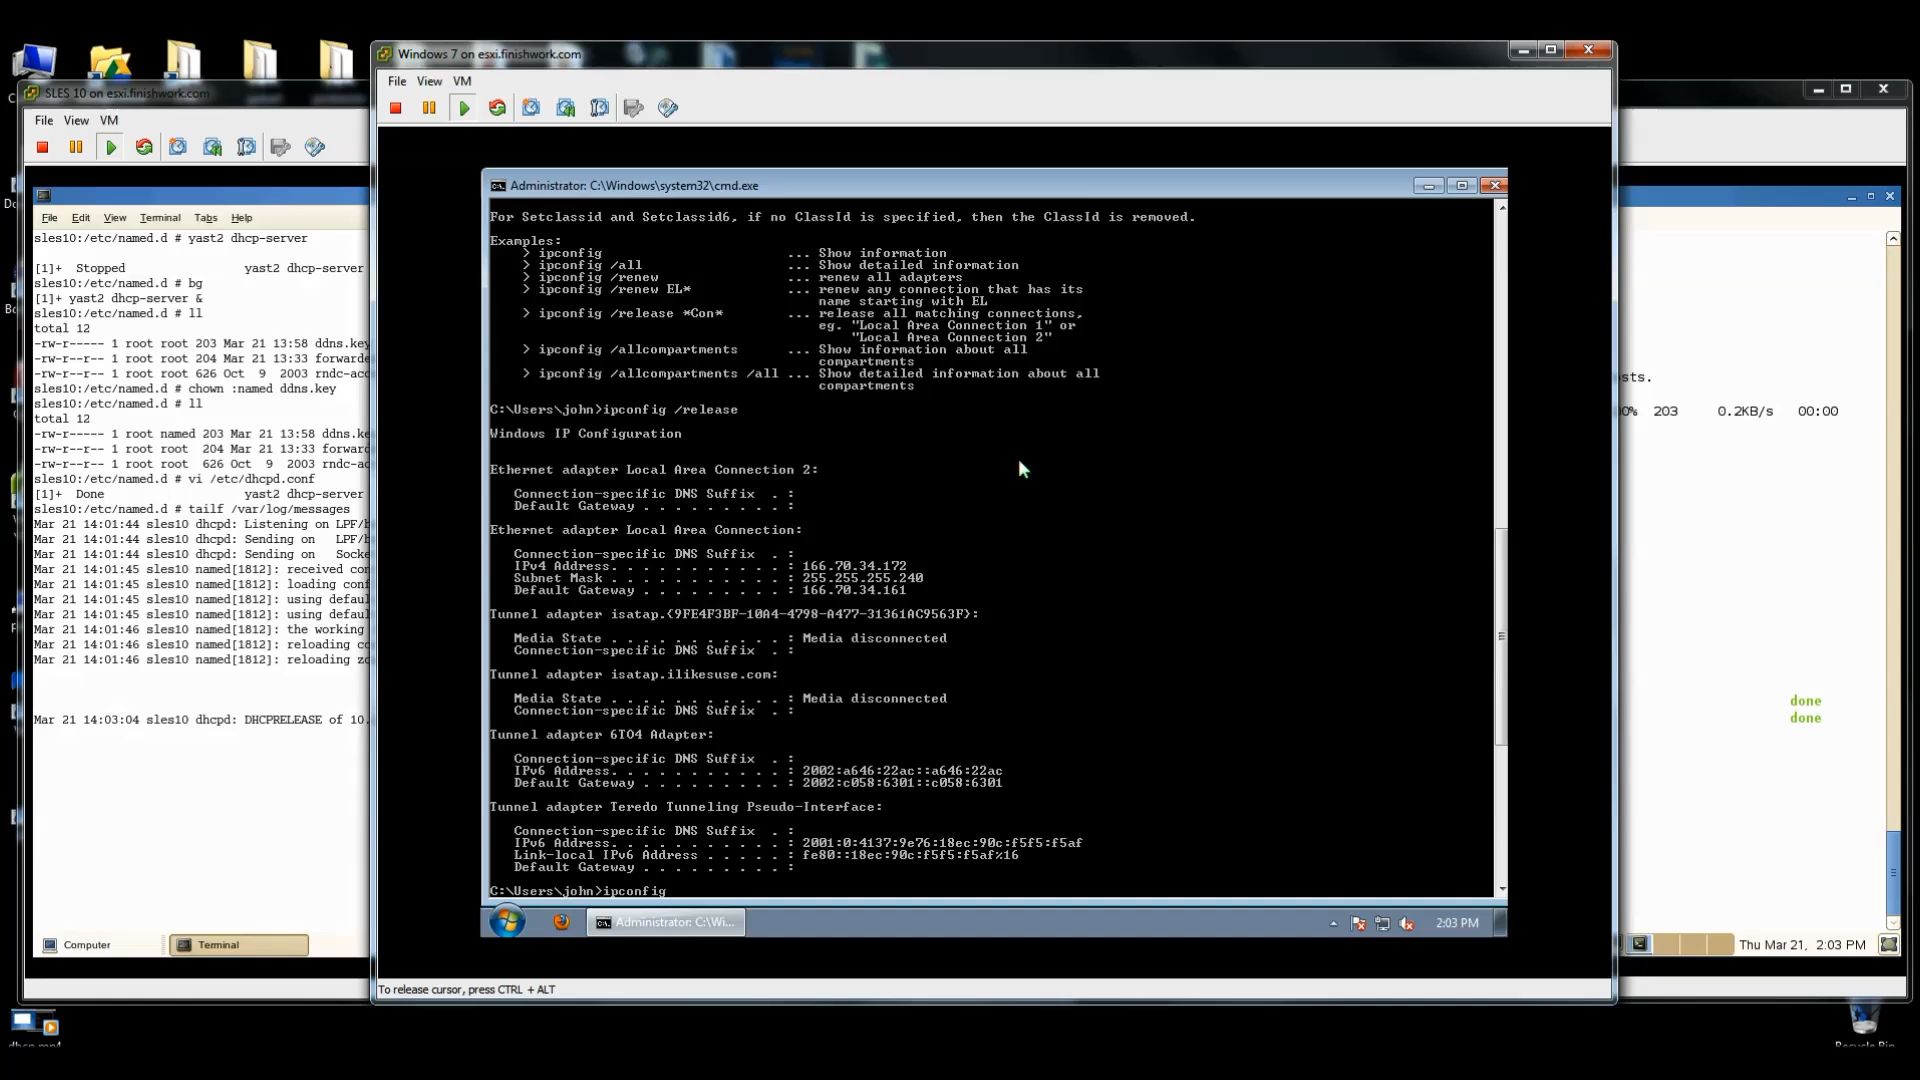 SLES 10 on esxi.finishwork.com
File View VM
File Edit View Terminal Tabs Help
sles10:/etc/named.d # yast2 dhcp-server
[1]+  Stopped                 yast2 dhcp-server
sles10:/etc/named.d # bg
[1]+ yast2 dhcp-server &
sles10:/etc/named.d # ll
total 12
-rw-r----- 1 root root 203 Mar 21 13:58 ddns.key
-rw-r--r-- 1 root root 204 Mar 21 13:33 forwarde
-rw-r--r-- 1 root root 626 Oct  9  2003 rndc-acc
sles10:/etc/named.d # chown :named ddns.key
sles10:/etc/named.d # ll
total 12
-rw-r----- 1 root named 203 Mar 21 13:58 ddns.k
-rw-r--r-- 1 root root  204 Mar 21 13:33 forwar
-rw-r--r-- 1 root root  626 Oct  9  2003 rndc-a
sles10:/etc/named.d # vi /etc/dhcpd.conf
[1]+  Done                    yast2 dhcp-server
sles10:/etc/named.d # tailf /var/log/messages
Mar 21 14:01:44 sles10 dhcpd: Listening on LPF/
Mar 21 14:01:44 sles10 dhcpd: Sending on   LPF/
Mar 21 14:01:44 sles10 dhcpd: Sending on   Socke
Mar 21 14:01:45 sles10 named[1812]: received con
Mar 21 14:01:45 sles10 named[1812]: loading conf
Mar 21 14:01:45 sles10 named[1812]: using defau
Mar 21 14:01:45 sles10 named[1812]: using defau
Mar 21 14:01:46 sles10 named[1812]: the working
Mar 21 14:01:46 sles10 named[1812]: reloading co
Mar 21 14:01:46 sles10 named[1812]: reloading zo
Mar 21 14:03:04 sles10 dhcpd: DHCPRELEASE of 10.
Computer
Terminal
Windows 7 on esxi.finishwork.com
File View VM
Administrator: C:\Windows\system32\cmd.exe
For Setclassid and Setclassid6, if no ClassId is specified, then the ClassId is removed.
Examples:
> ipconfig                       ... Show information
> ipconfig /all                  ... Show detailed information
> ipconfig /renew                ... renew all adapters
> ipconfig /renew EL*            ... renew any connection that has its
name starting with EL
> ipconfig /release *Con*        ... release all matching connections,
eg. "Local Area Connection 1" or
"Local Area Connection 2"
> ipconfig /allcompartments      ... Show information about all
compartments
> ipconfig /allcompartments /all ... Show detailed information about all
compartments
C:\Users\john>ipconfig /release
Windows IP Configuration
Ethernet adapter Local Area Connection 2:
Connection-specific DNS Suffix  . :
Default Gateway . . . . . . . . . :
Ethernet adapter Local Area Connection:
Connection-specific DNS Suffix  . :
IPv4 Address. . . . . . . . . . . : 166.70.34.172
Subnet Mask . . . . . . . . . . . : 255.255.255.240
Default Gateway . . . . . . . . . : 166.70.34.161
Tunnel adapter isatap.{9FE4F3BF-10A4-4798-A477-31361AC9563F}:
Media State . . . . . . . . . . . : Media disconnected
Connection-specific DNS Suffix  . :
Tunnel adapter isatap.ilikesuse.com:
Media State . . . . . . . . . . . : Media disconnected
Connection-specific DNS Suffix  . :
Tunnel adapter 6TO4 Adapter:
Connection-specific DNS Suffix  . :
IPv6 Address. . . . . . . . . . . : 2002:a646:22ac::a646:22ac
Default Gateway . . . . . . . . . : 2002:c058:6301::c058:6301
Tunnel adapter Teredo Tunneling Pseudo-Interface:
Connection-specific DNS Suffix  . :
IPv6 Address. . . . . . . . . . . : 2001:0:4137:9e76:18ec:90c:f5f5:f5af
Link-local IPv6 Address . . . . . : fe80::18ec:90c:f5f5:f5af%16
Default Gateway . . . . . . . . . :
C:\Users\john>ipconfig
Administrator: C:\Wi...
2:03 PM
To release cursor, press CTRL + ALT
sts.
0%  203     0.2KB/s   00:00
done
done
Thu Mar 21, 2:03 PM
Recycle Bin